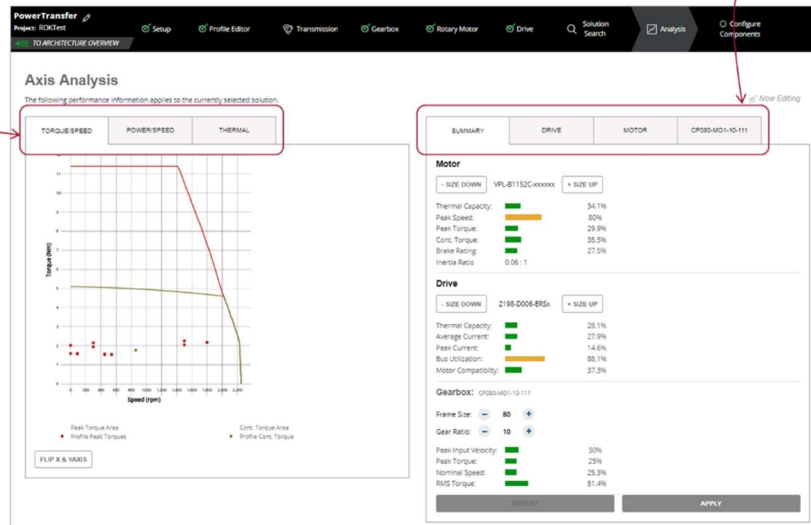 PowerTransfer
Project: ROKTest
TO ARCHITECTURE OVERVIEW
Setup
Profile Editor
Transmission
Gearbox
Rotary Motor
Drive
Solution
Search
Analysis
Configure
Components
Axis Analysis
The following performance information applies to the currently selected solution.
Now Editing
TORQUE/SPEED POWER/SPEED THERMAL
Torque (Nm)
Speed (rpm)
Peak Torque Area
Cont. Torque Area
Profile Peak Torques
Profile Cont. Torque
FLIP X & YAXIS
SUMMARY DRIVE MOTOR CP080-MO1-10-111
Motor
- SIZE DOWN VPL-B1152C-xxxxxx + SIZE UP
Thermal Capacity: 34.1%
Peak Speed: 80%
Peak Torque: 29.9%
Cont. Torque: 35.5%
Brake Rating: 27.5%
Inertia Ratio 0.06 : 1
Drive
- SIZE DOWN 2198-D006-ERSx + SIZE UP
Thermal Capacity: 28.1%
Average Current: 27.9%
Peak Current: 14.6%
Bus Utilization: 88.1%
Motor Compatiblity: 37.3%
Gearbox: CP080-MO1-10-111
Frame Size: − 80 +
Gear Ratio: − 10 +
Peak Input Velocity: 30%
Peak Torque: 25%
Nominal Speed: 25.3%
RMS Torque: 51.4%
REVERT APPLY